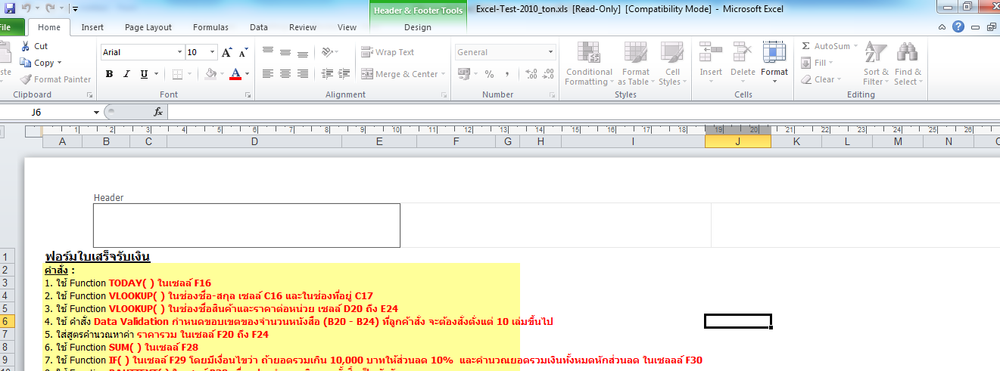 Header & Footer Tools
Excel-Test-2010_ton.xls [Read-Only] [Compatibility Mode] - Microsoft Excel
File Home Insert Page Layout Formulas Data Review View Design
Cut Arial 10 Wrap Text General AutoSum
Copy Fill
Format Painter B I U Merge & Center % Conditional Formatting Format as Table Cell Styles Insert Delete Format Clear Sort & Filter Find & Select
Clipboard Font Alignment Number Styles Cells Editing
J6 fx
1 2 3 4 5 6 7 8 9 10 11 12 13 14 15 16 17 18 19 20 21 22 23 24 25 26
A B C D E F G H I J K L M N
Header
1 ฟอร์มใบเสร็จรับเงิน
2 คำสั่ง :
3 1. ใช้ Function TODAY( ) ในเซลล์ F16
4 2. ใช้ Function VLOOKUP( ) ในช่องชื่อ-สกุล เซลล์ C16 และในช่องที่อยู่ C17
5 3. ใช้ Function VLOOKUP( ) ในช่องชื่อสินค้าและราคาต่อหน่วย เซลล์ D20 ถึง E24
6 4. ใช้ คำสั่ง Data Validation กำหนดขอบเขตของจำนวนหนังสือ (B20 - B24) ที่ลูกค้าสั่ง จะต้องสั่งตั้งแต่ 10 เล่มขึ้นไป
7 5. ใส่สูตรคำนวณหาค่า ราคารวม ในเซลล์ F20 ถึง F24
8 6. ใช้ Function SUM( ) ในเซลล์ F28
9 7. ใช้ Function IF( ) ในเซลล์ F29 โดยมีเงื่อนไขว่า ถ้ายอดรวมเกิน 10,000 บาทให้ส่วนลด 10% และคำนวณยอดรวมเงินทั้งหมดหักส่วนลด ในเซลลล์ F30